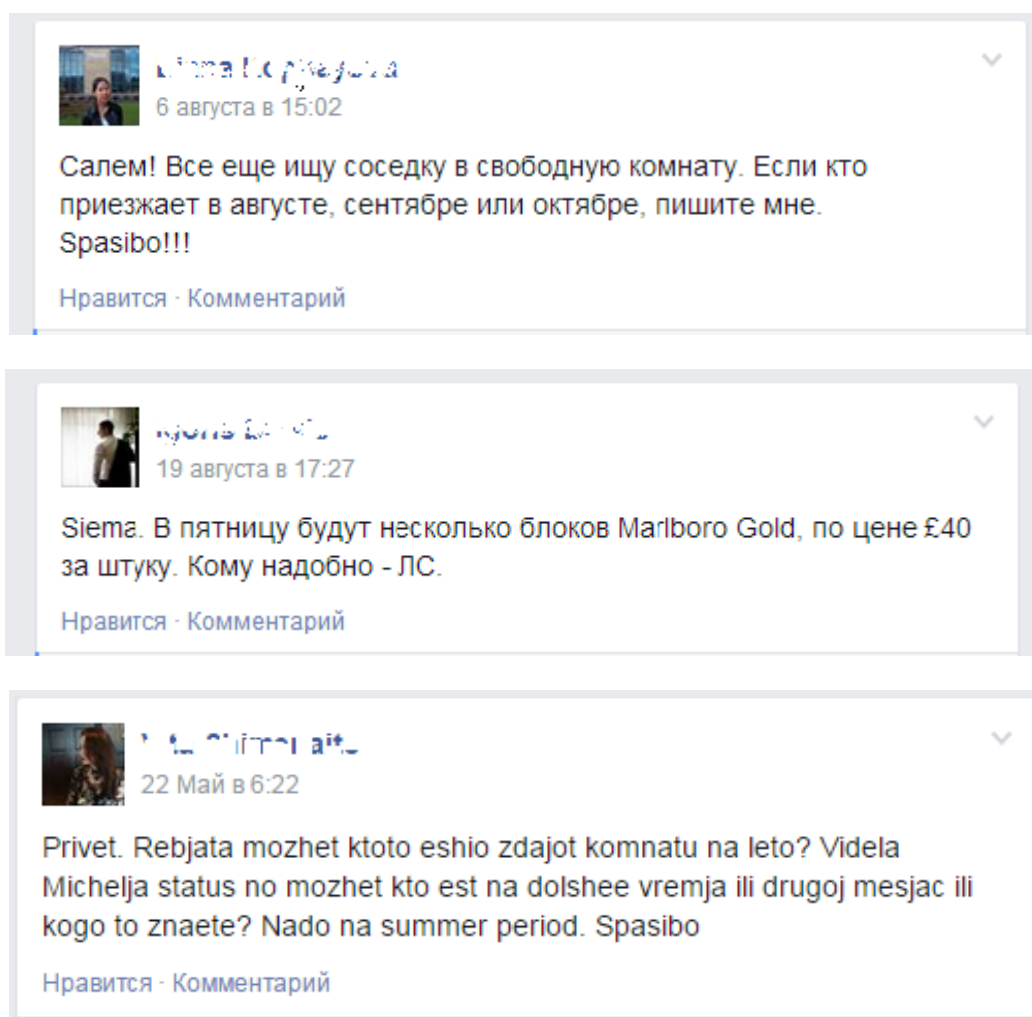 6 августа в 15:02
Салем! Все еще ищу соседку в свободную комнату. Если кто
приезжает в августе, сентябре или октябре, пишите мне.
Spasibo!!!
Нравится · Комментарий
19 августа в 17:27
Siema. В пятницу будут несколько блоков Marlboro Gold, по цене £40
за штуку. Кому надобно - ЛС.
Нравится · Комментарий
22 Май в 6:22
Privet. Rebjata mozhet ktoto eshio zdajot komnatu na leto? Videla
Michelja status no mozhet kto est na dolshee vremja ili drugoj mesjac ili
kogo to znaete? Nado na summer period. Spasibo
Нравится · Комментарий